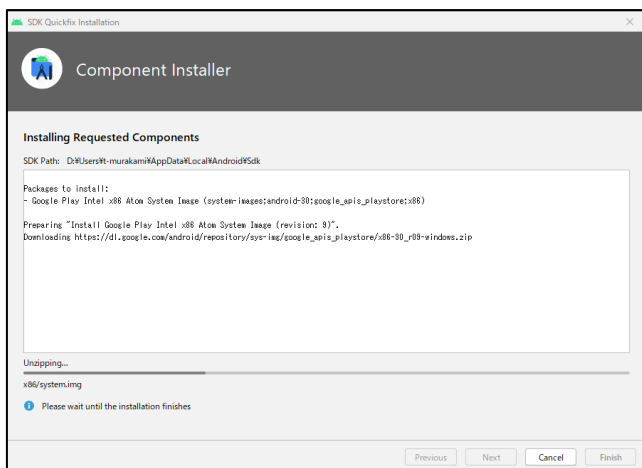 SDK Quickfix Installation
Component Installer
Installing Requested Components
SDK Path: D:¥Users¥t-murakami¥AppData¥Local¥Android¥Sdk
Packages to install:
- Google Play Intel x86 Atom System Image (system-images;android-30;google_apis_playstore;x86)
Preparing "Install Google Play Intel x86 Atom System Image (revision: 9)".
Downloading https://dl.google.com/android/repository/sys-img/google_apis_playstore/x86-30_r09-windows.zip
Unzipping...
x86/system.img
Please wait until the installation finishes
Previous Next Cancel Finish